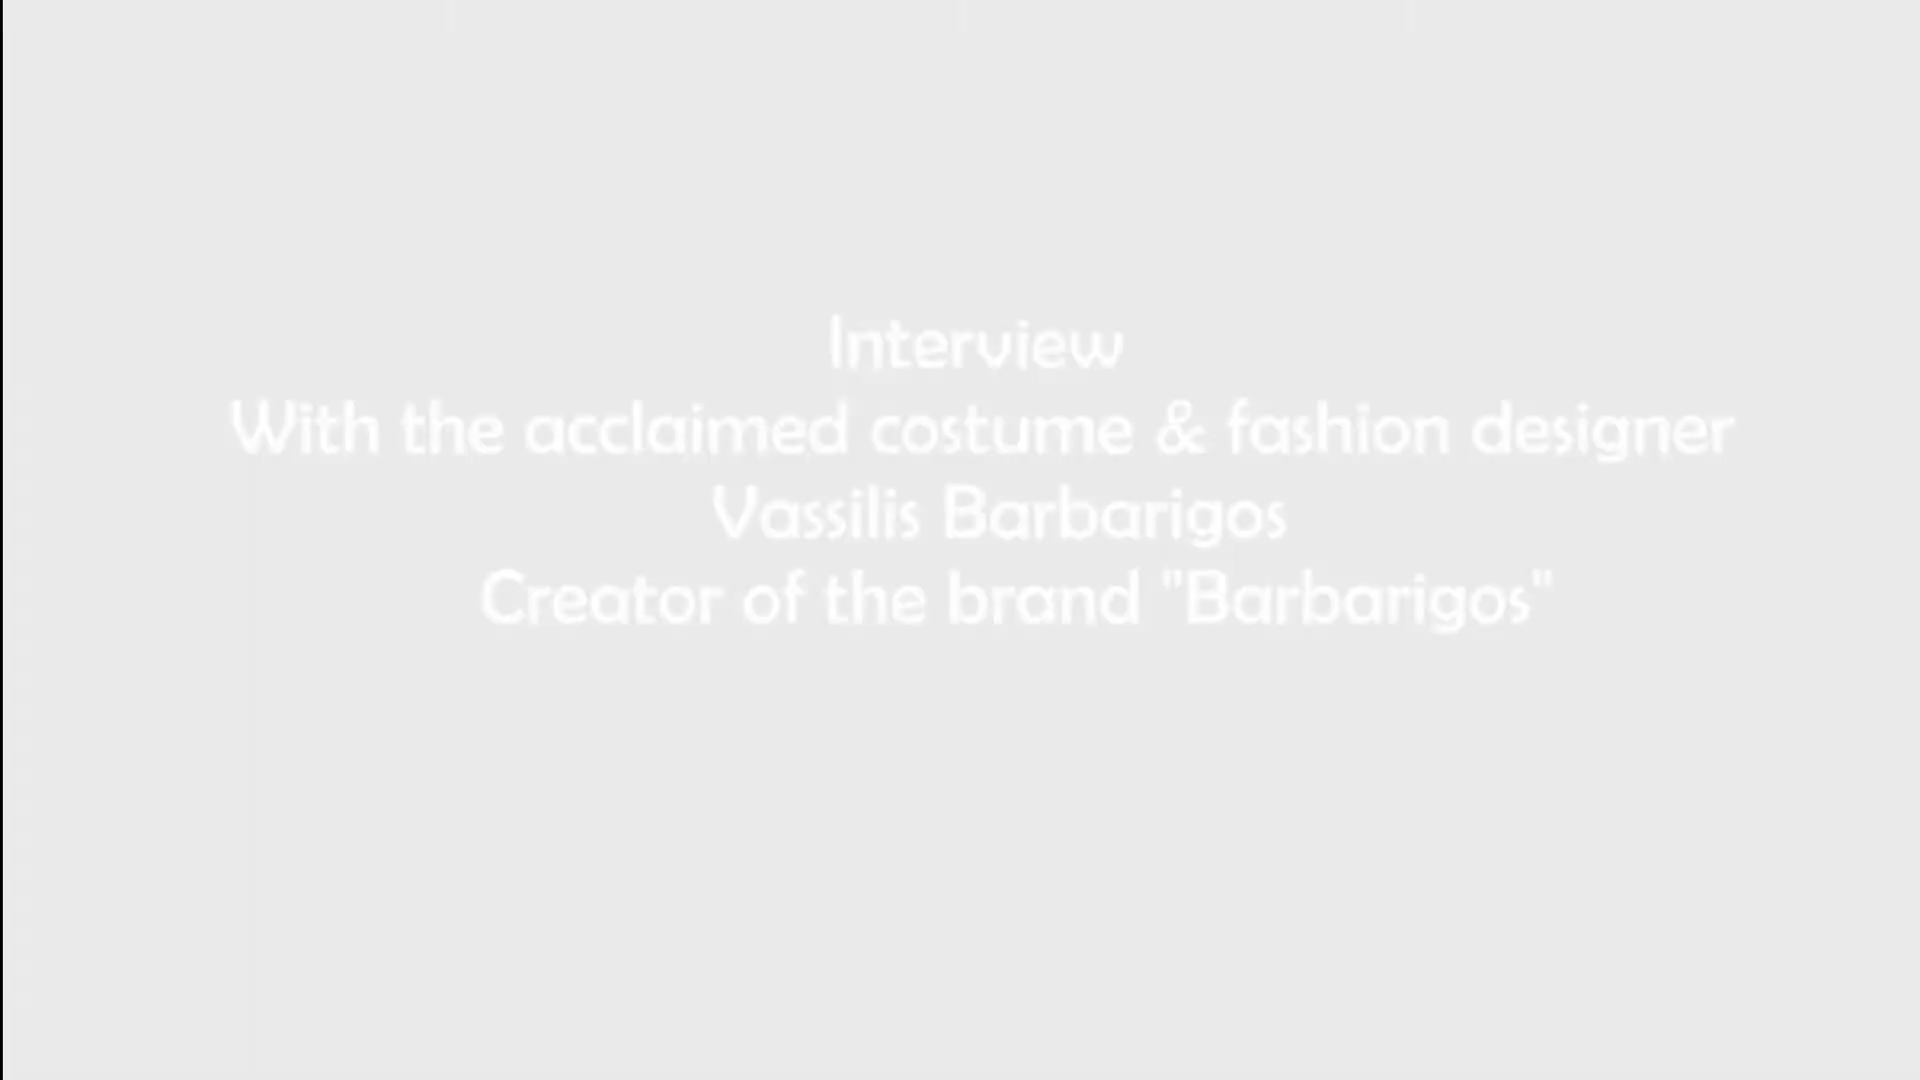 Interview
With the acclaimed costume & fashion designer
Vassilis Barbarigos
Creator of the brand "Barbarigos"